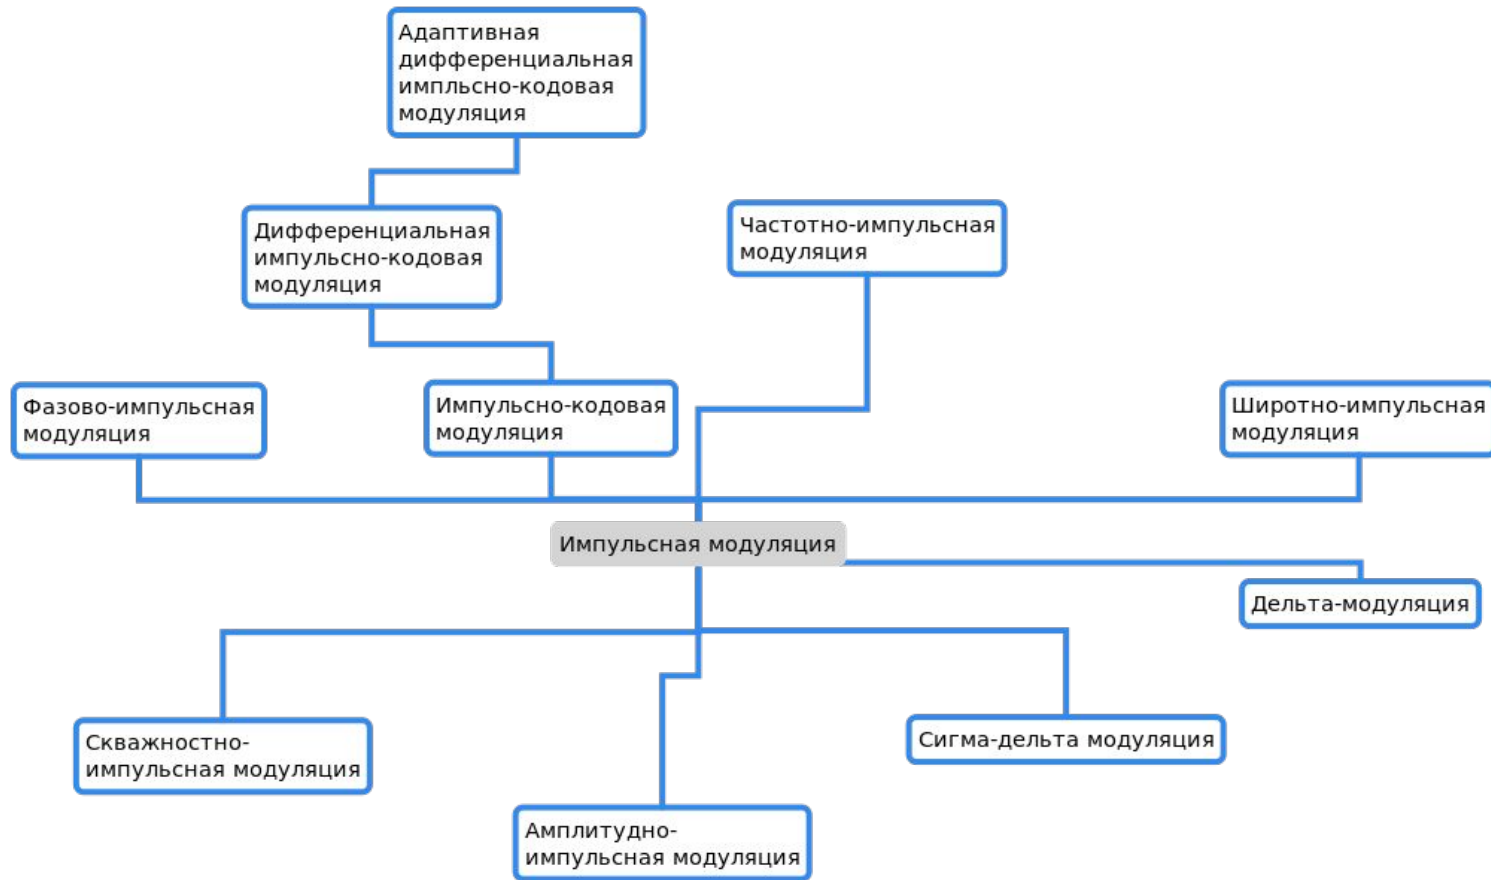 Адаптивная
дифференциальная
импльсно-кодовая
модуляция
Дифференциальная
импульсно-кодовая
модуляция
Частотно-импульсная
модуляция
Фазово-импульсная
модуляция
Импульсно-кодовая
модуляция
Широтно-импульсная
модуляция
Импульсная модуляция
Дельта-модуляция
Скважностно-
импульсная модуляция
Сигма-дельта модуляция
Амплитудно-
импульсная модуляция